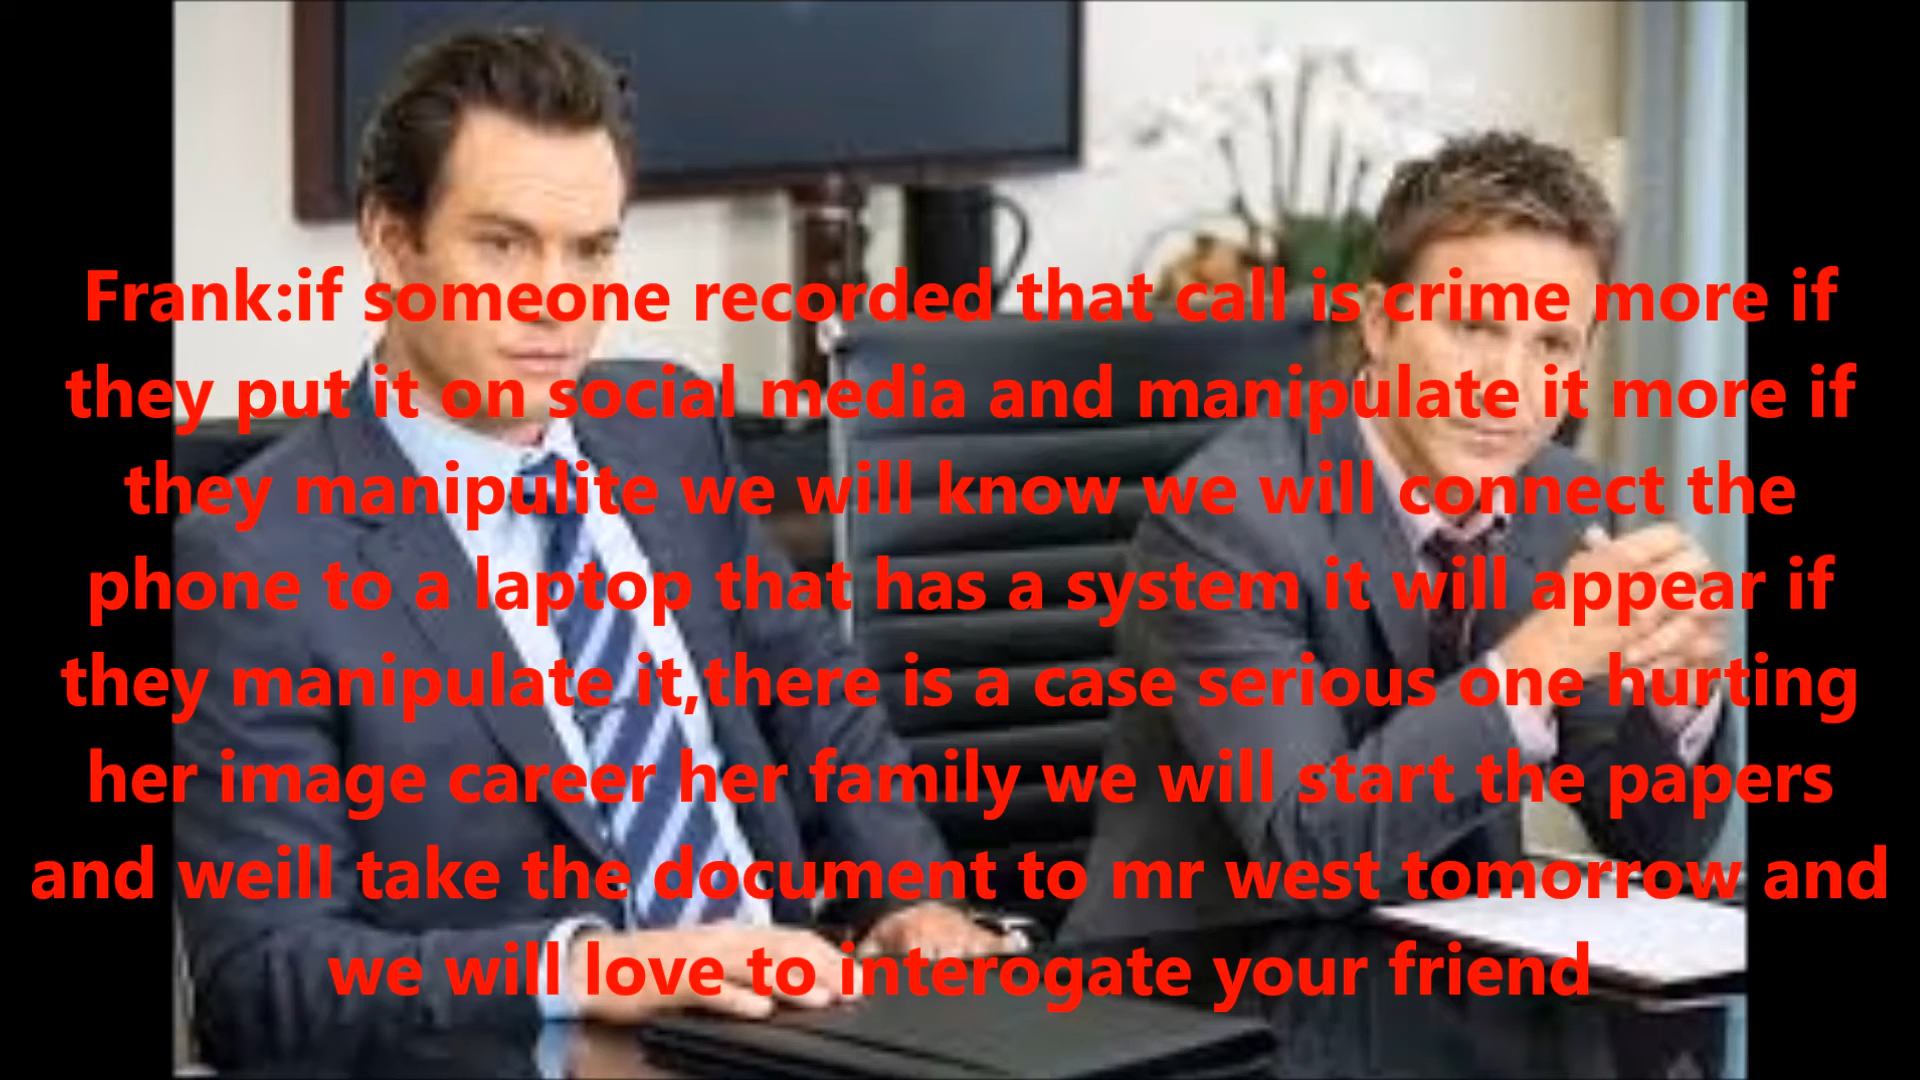 Frank:if someone recorded that call is crime more if
they put it on social media and manipulate it more if
they manipulite we will know we will connect the
phone to a laptop that has a system it will appear if
they manipulate it,there is a case serious one hurting
her image career her family we will start the papers
and weill take the document to mr west tomorrow and
we will love to interogate your friend